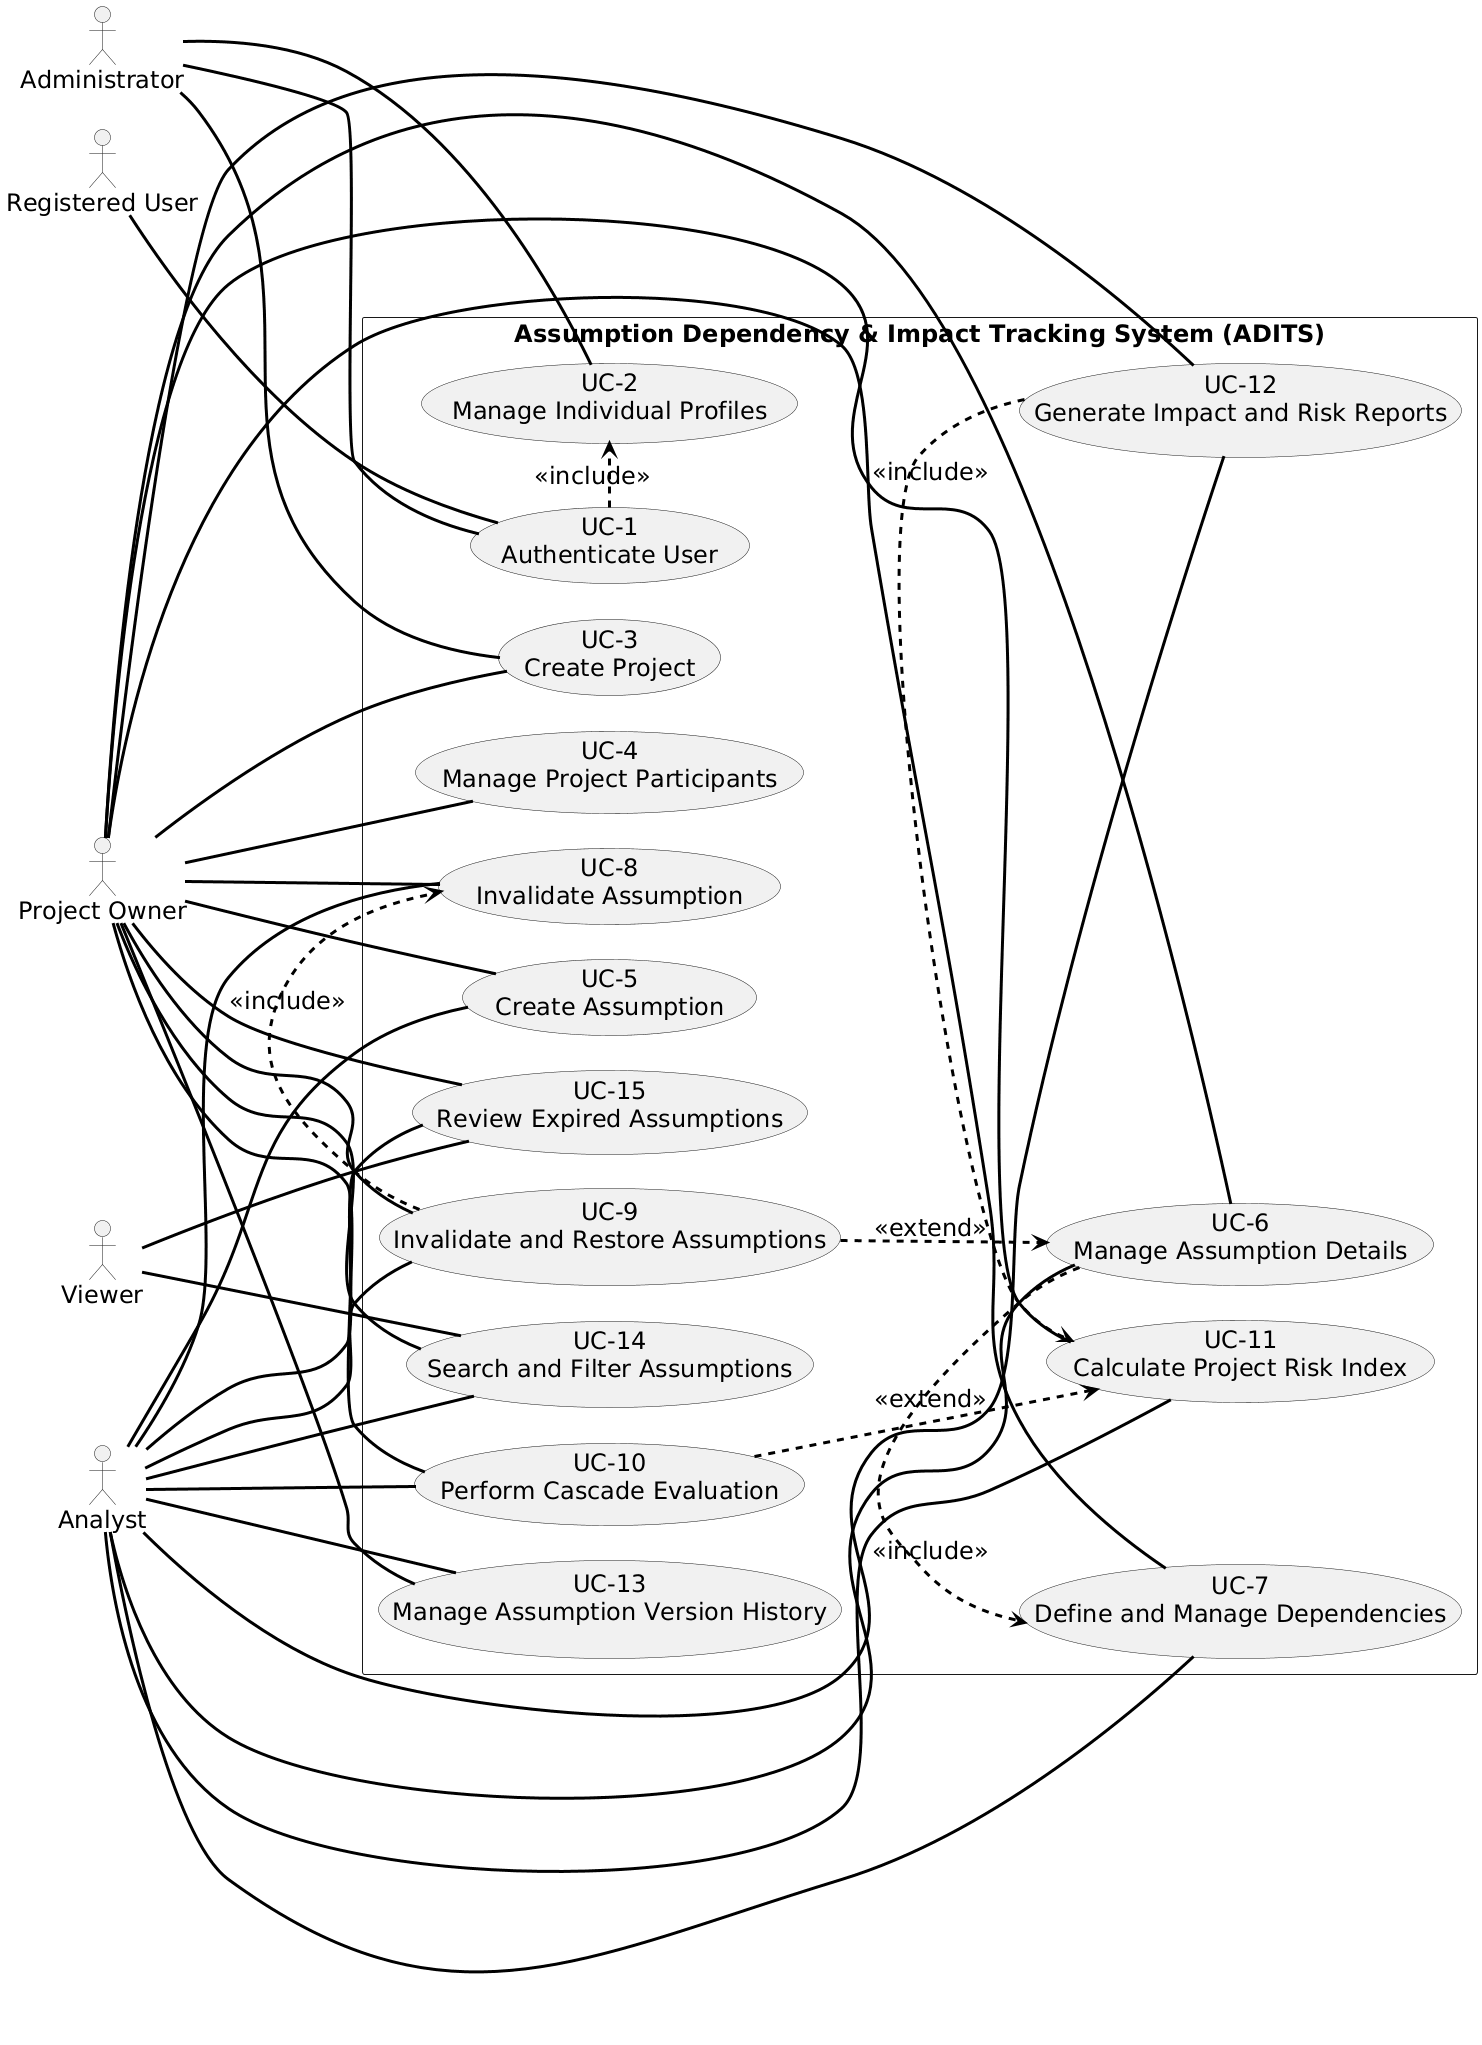 Administrator
Registered User
Assumption Dependency & Impact Tracking System (ADITS)
UC-2
Manage Individual Profiles
UC-12
Generate Impact and Risk Reports
«include»
«include»
UC-1
Authenticate User
UC-3
Create Project
UC-4
Manage Project Participants
UC-8
Invalidate Assumption
Project Owner
UC-5
Create Assumption
«include»
UC-15
Review Expired Assumptions
UC-9
Invalidate and Restore Assumptions
«extend»
UC-6
Manage Assumption Details
Viewer
UC-14
Search and Filter Assumptions
UC-11
Calculate Project Risk Index
«extend»
UC-10
Perform Cascade Evaluation
Analyst
«include»
UC-13
Manage Assumption Version History
UC-7
Define and Manage Dependencies